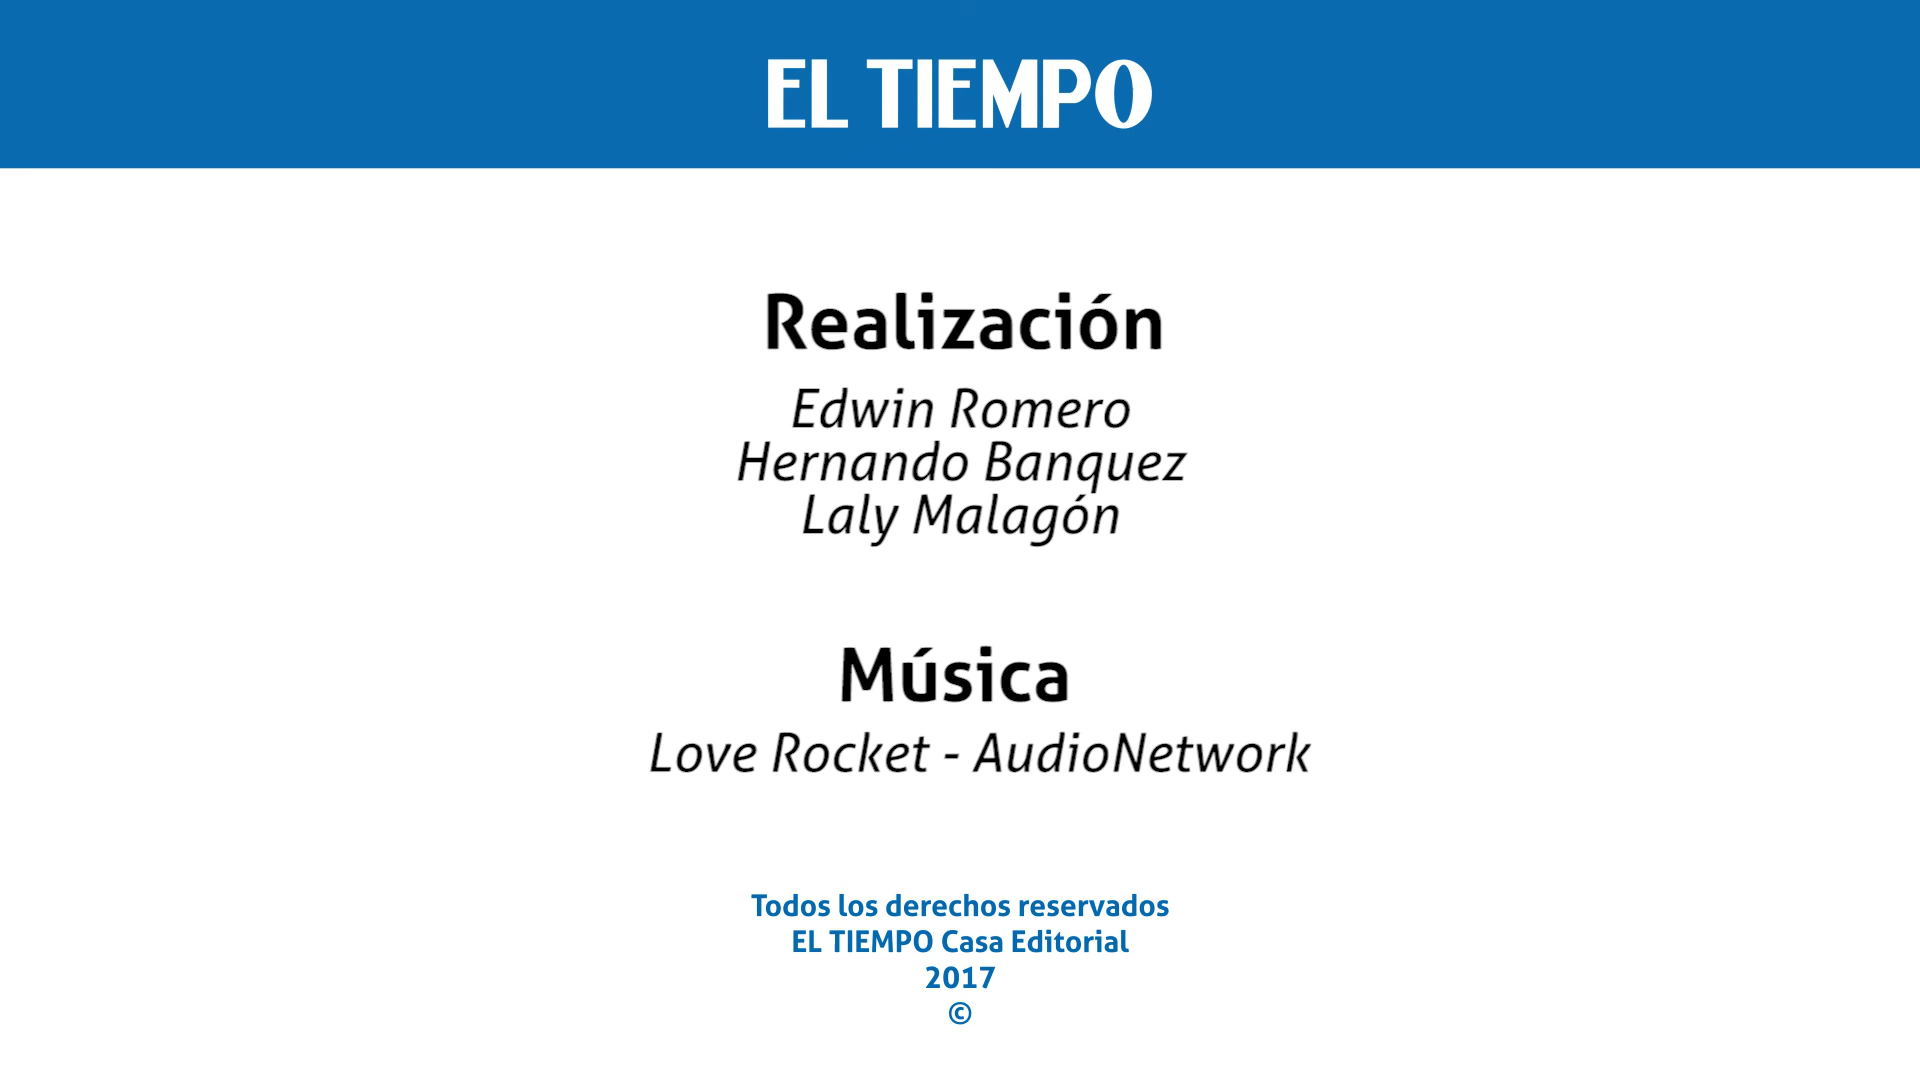 EL TIEMPO
Realización
Edwin Romero
Hernando Banquez
Laly Malagón
Música
Love Rocket - AudioNetwork
Todos los derechos reservados
EL TIEMPO Casa Editorial
2017
©